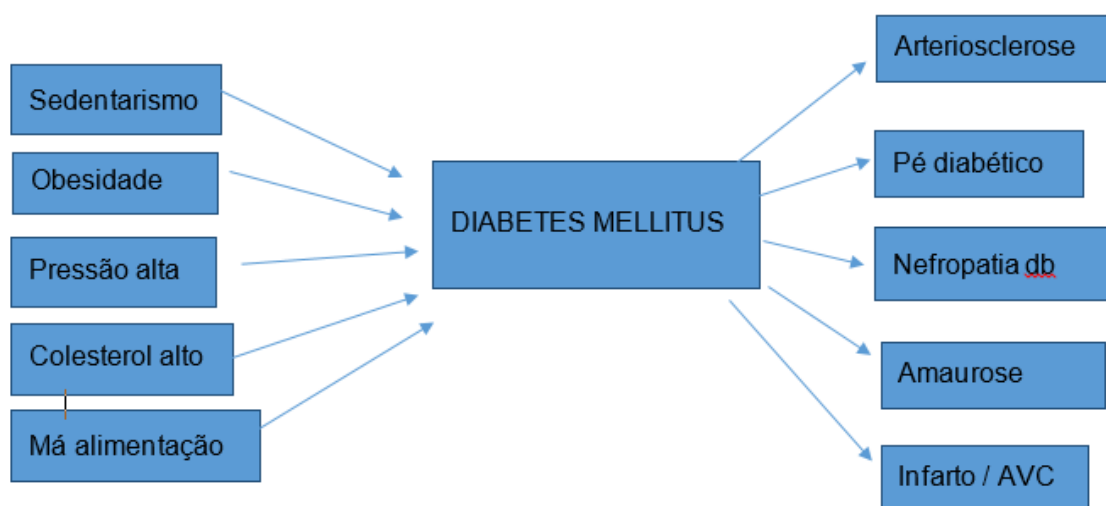 Sedentarismo
Obesidade
Pressão alta
Colesterol alto
Má alimentação
DIABETES MELLITUS
Arteriosclerose
Pé diabético
Nefropatia db
Amaurose
Infarto / AVC